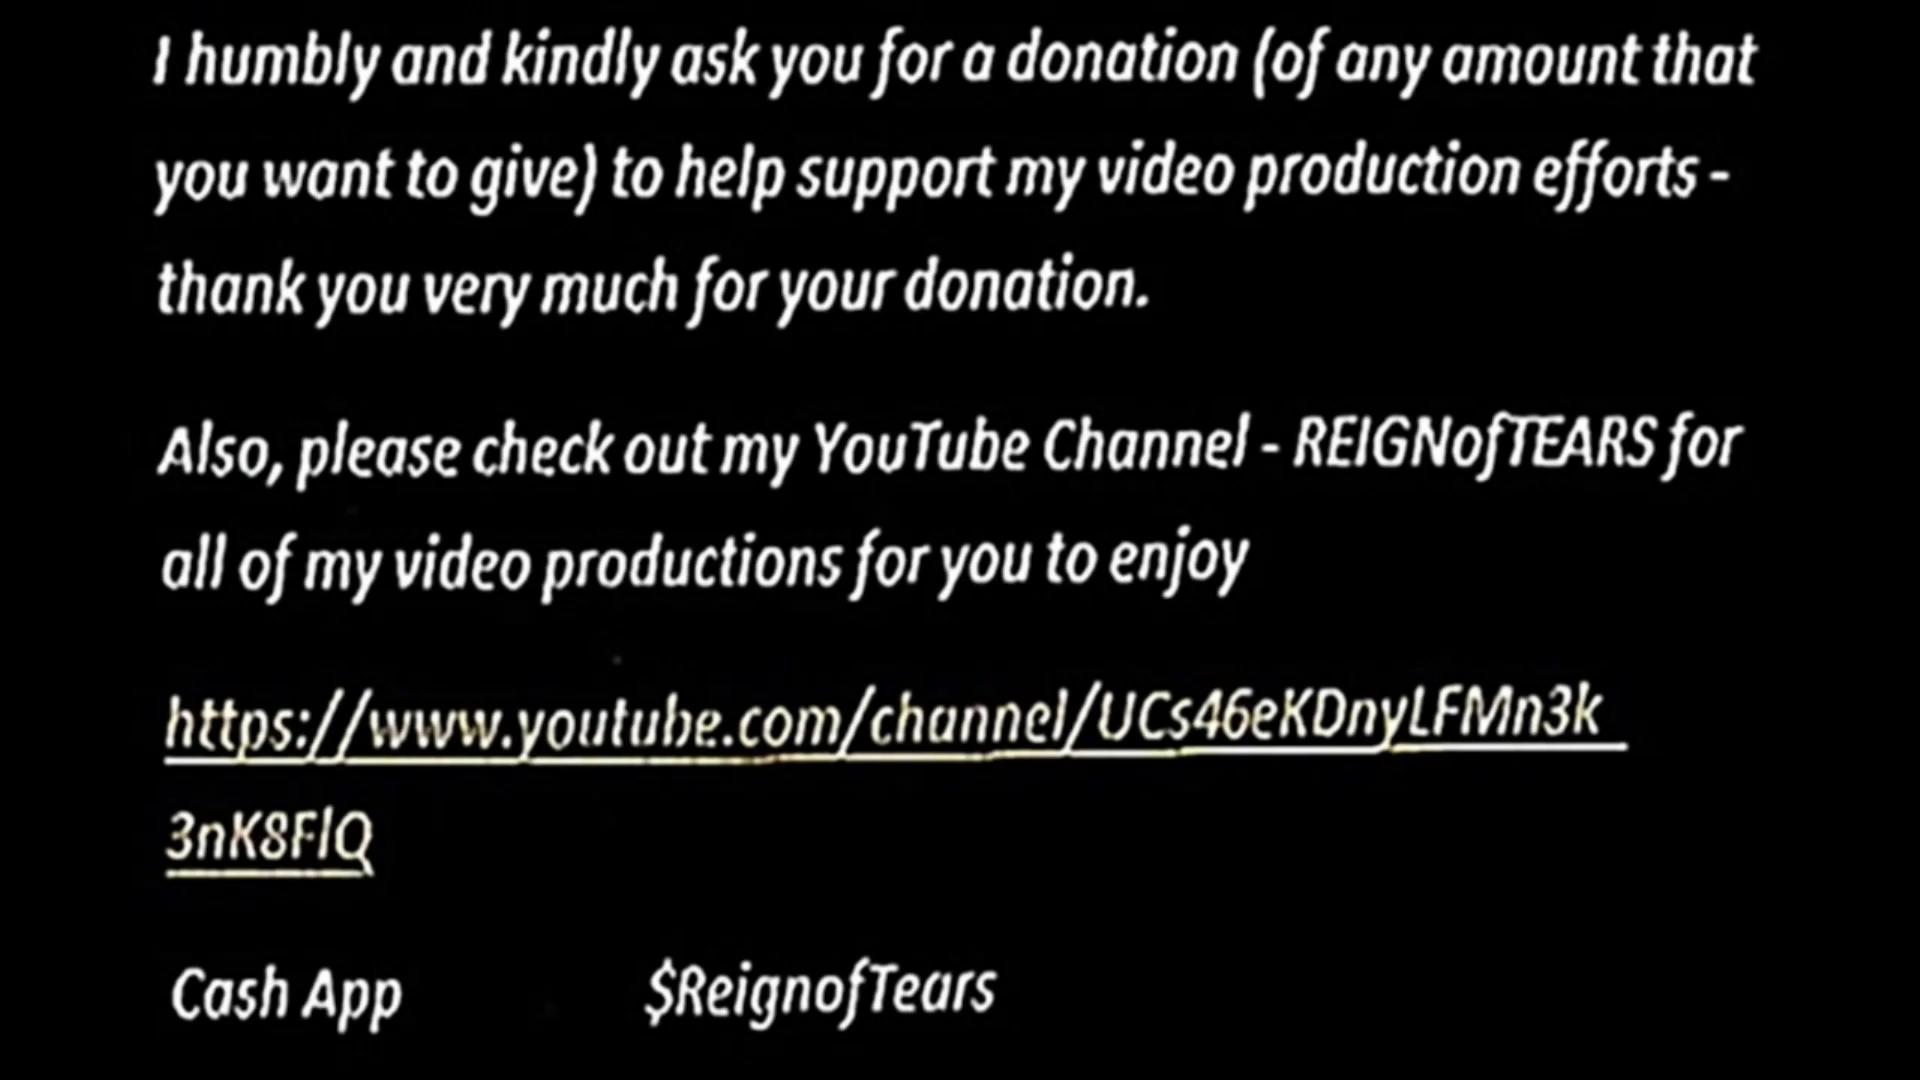 I humbly and kindly ask you for a donation (of any amount that
you want to give) to help support my video production efforts -
thank you very much for your donation.
Also, please check out my YouTube Channel - REIGNofTEARS for
all of my video productions for you to enjoy
https://www.youtube.com/channel/UCs46eKDnyLFMn3k
3nK8FlQ
Cash App $ReignofTears